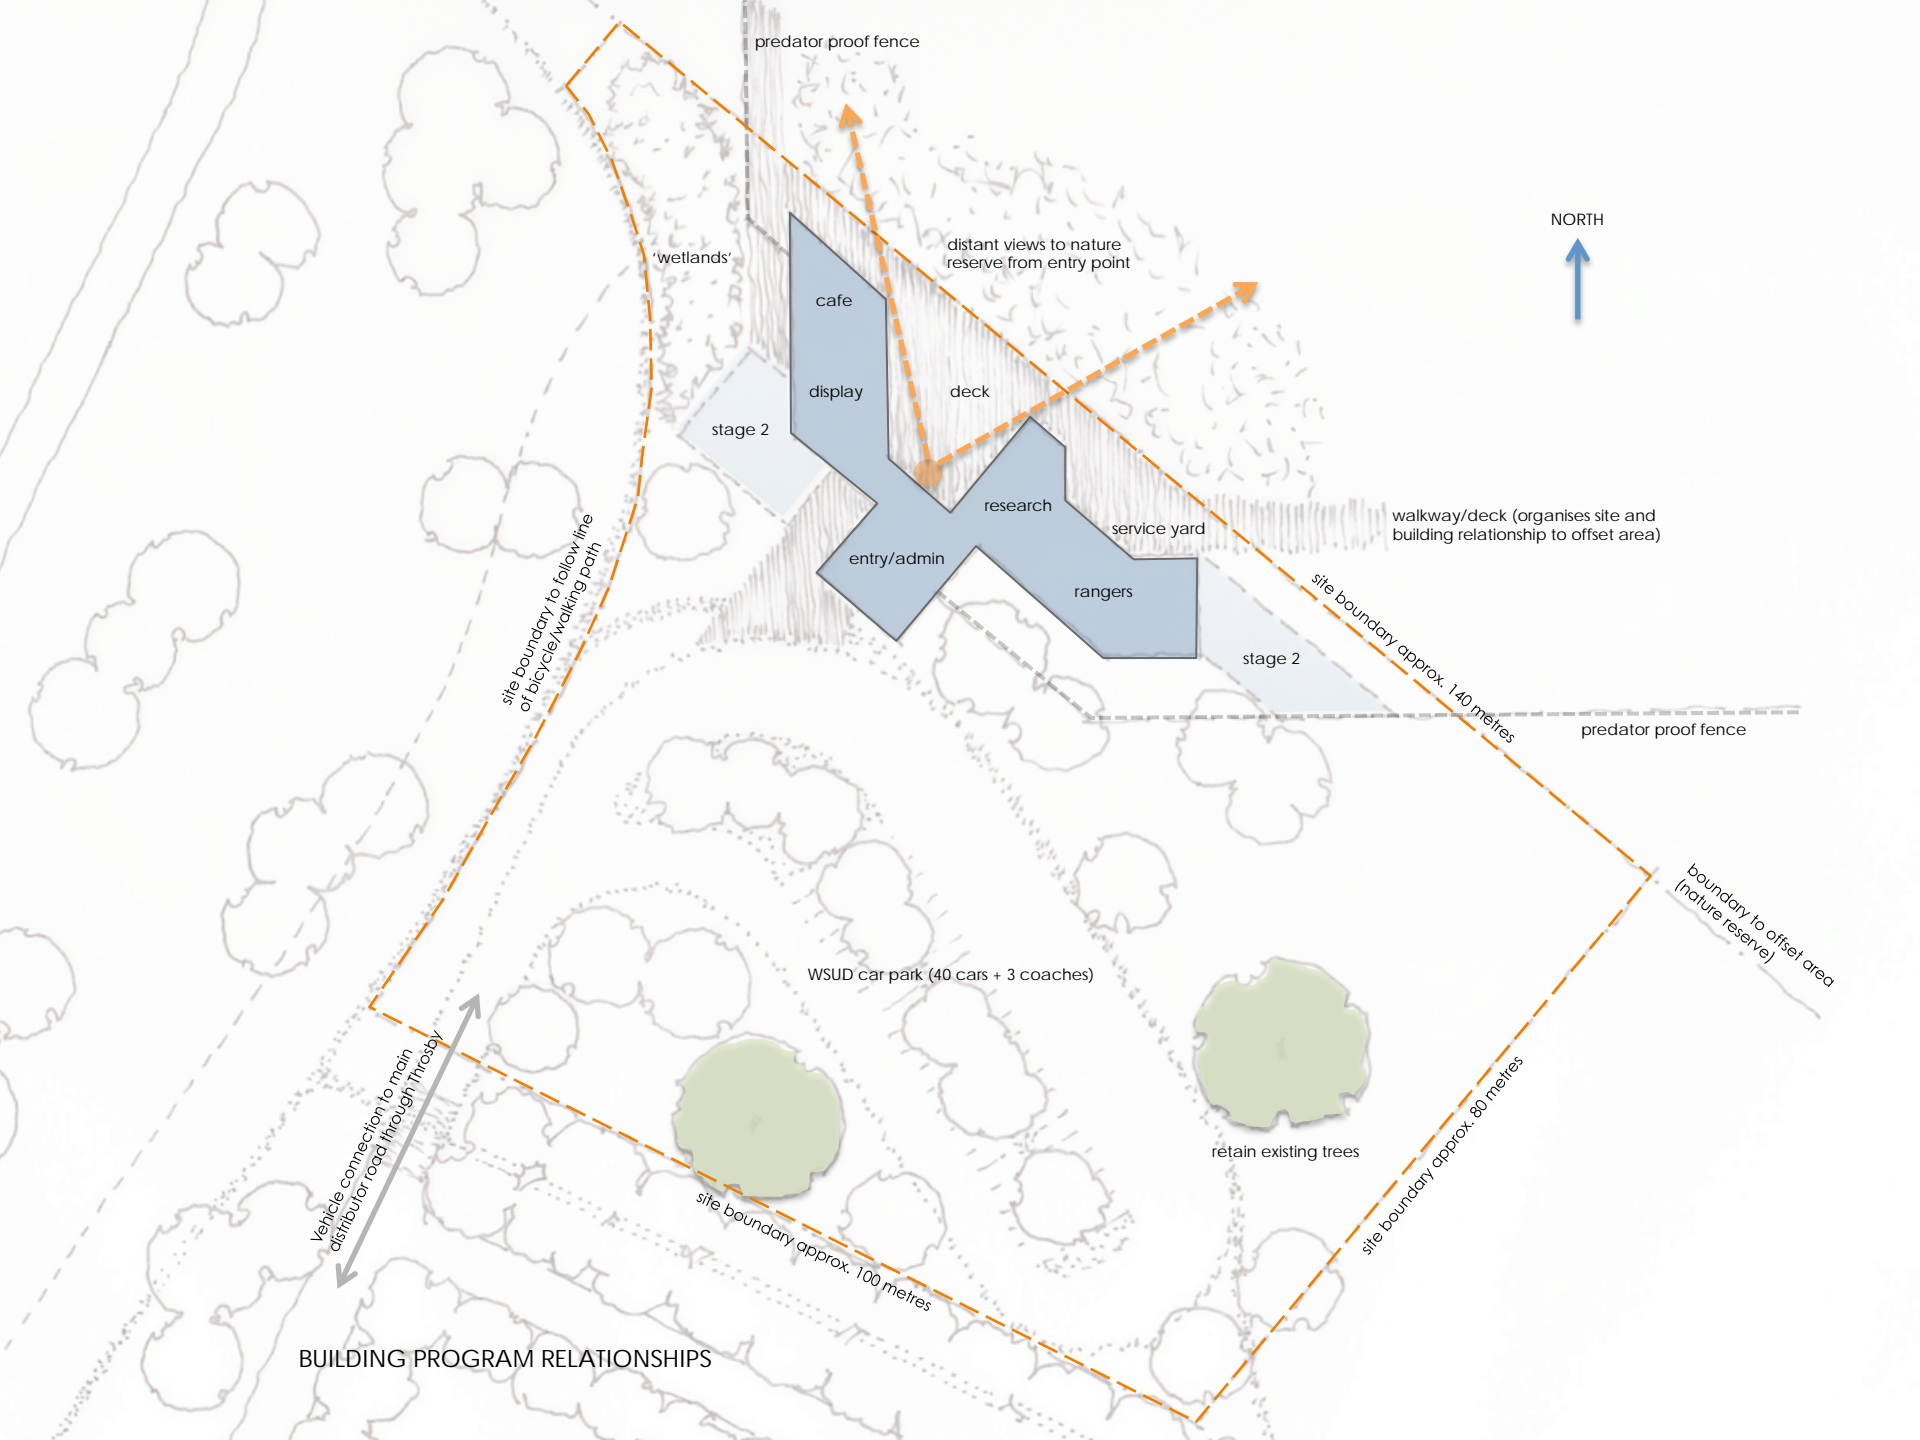 predator proof fence
NORTH
distant views to nature
reserve from entry point
'wetlands'
cafe
display
deck
stage 2
research
service yard
walkway/deck (organises site and
building relationship to offset area)
entry/admin
rangers
site boundary to follow line
of bicycle/walking path
stage 2
site boundary approx. 140 metres
predator proof fence
boundary to offset area
(nature reserve)
WSUD car park (40 cars + 3 coaches)
Vehicle connection to main
distributor road through Throsby
retain existing trees
site boundary approx. 80 metres
site boundary approx. 100 metres
BUILDING PROGRAM RELATIONSHIPS